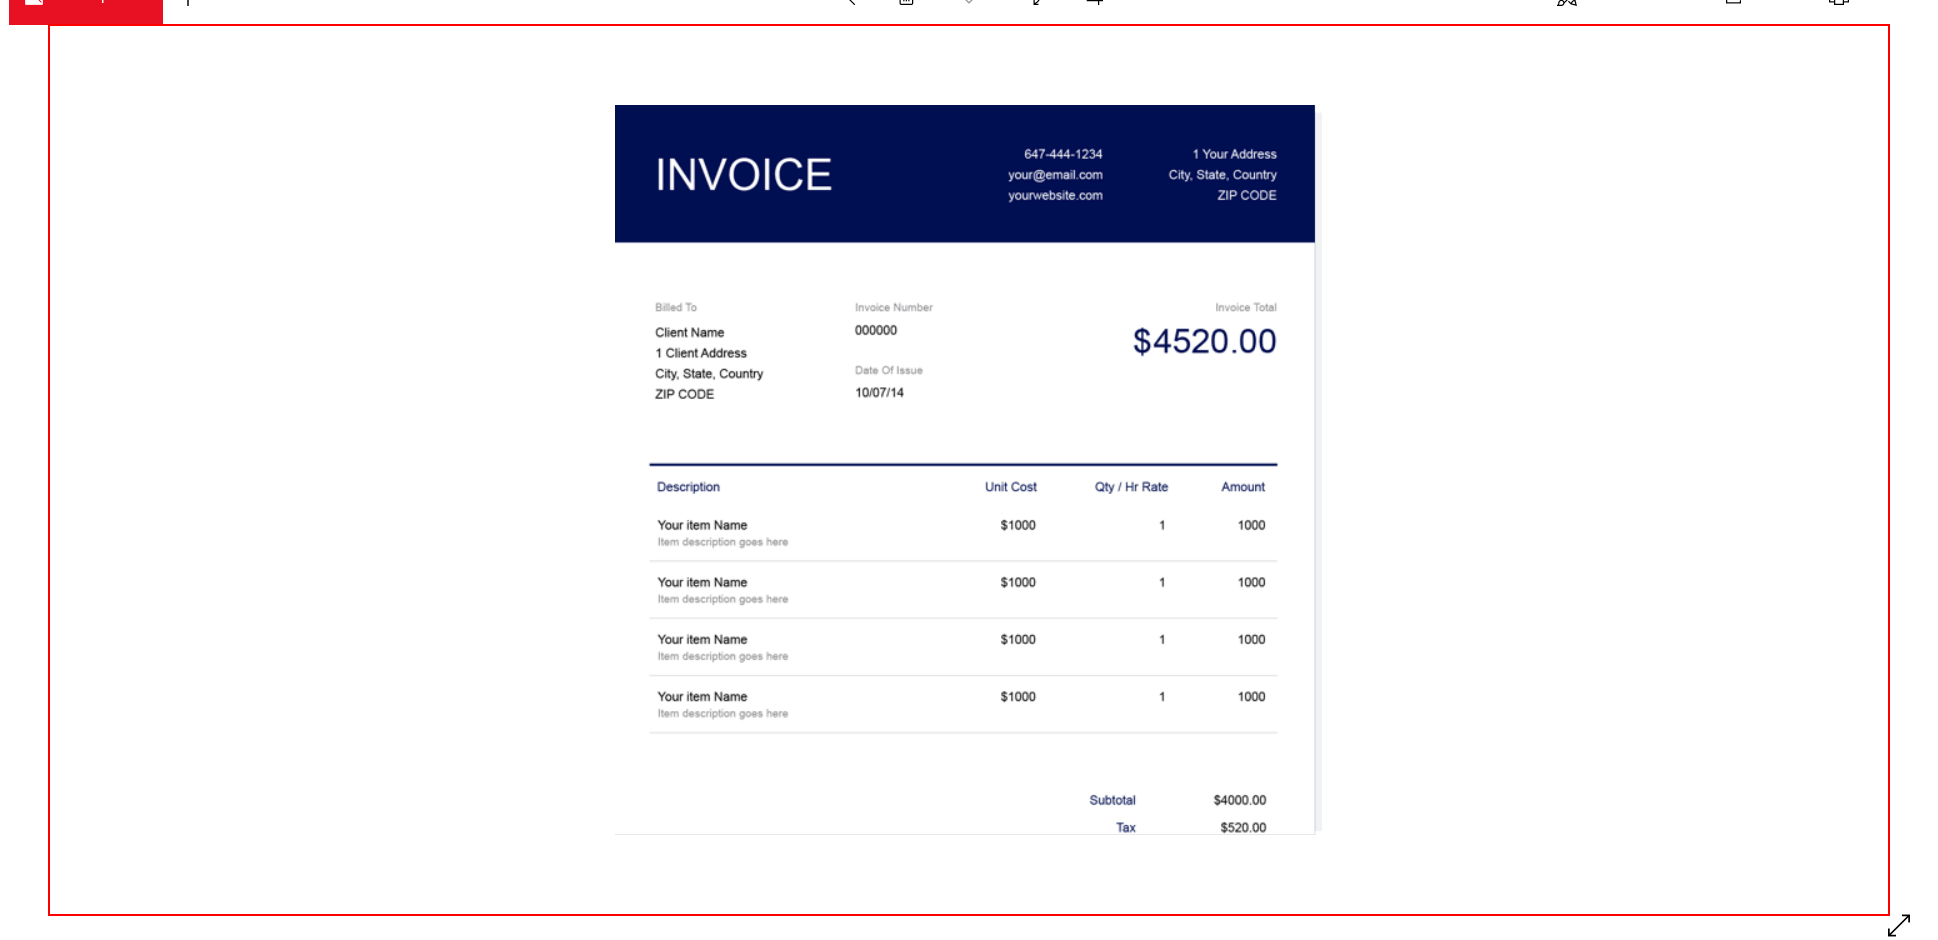 INVOICE
647-444-1234
your@email.com
yourwebsite.com
1 Your Address
City, State, Country
ZIP CODE
Billed To
Client Name
1 Client Address
City, State, Country
ZIP CODE
Invoice Number
000000
Date Of Issue
10/07/14
Invoice Total
$4520.00
Description Unit Cost Qty / Hr Rate Amount
Your item Name $1000 1 1000
Item description goes here
Your item Name $1000 1 1000
Item description goes here
Your item Name $1000 1 1000
Item description goes here
Your item Name $1000 1 1000
Item description goes here
Subtotal $4000.00
Tax $520.00